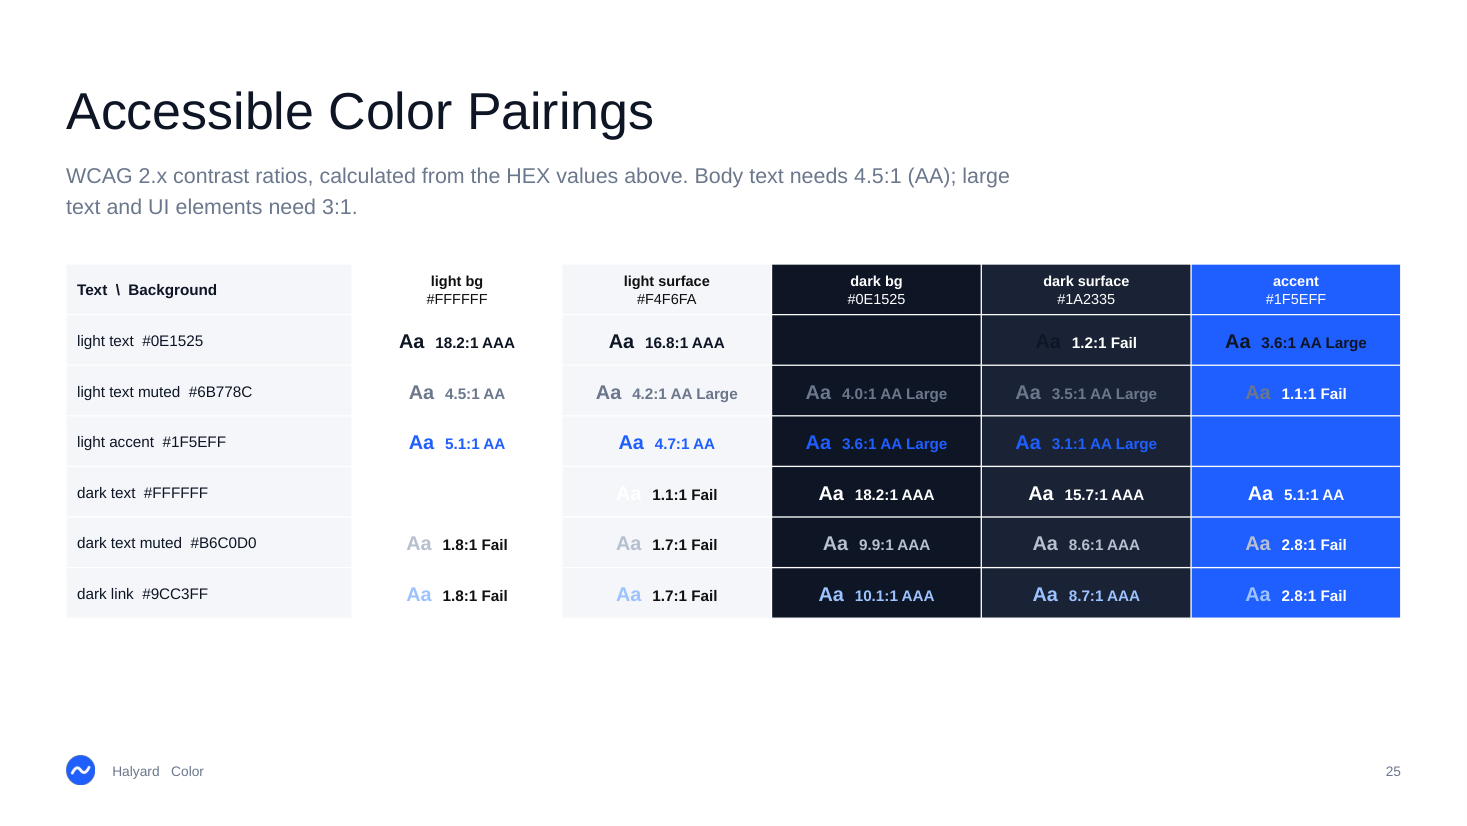 Accessible Color Pairings
WCAG 2.x contrast ratios, calculated from the HEX values above. Body text needs 4.5:1 (AA); large
text and UI elements need 3:1.
Text \ Background
light bg
#FFFFFF
light surface
#F4F6FA
dark bg
#0E1525
dark surface
#1A2335
accent
#1F5EFF
light text #0E1525
Aa 18.2:1 AAA
Aa 16.8:1 AAA
Aa 1.2:1 Fail
Aa 3.6:1 AA Large
light text muted #6B778C
Aa 4.5:1 AA
Aa 4.2:1 AA Large
Aa 4.0:1 AA Large
Aa 3.5:1 AA Large
Aa 1.1:1 Fail
light accent #1F5EFF
Aa 5.1:1 AA
Aa 4.7:1 AA
Aa 3.6:1 AA Large
Aa 3.1:1 AA Large
dark text #FFFFFF
Aa 1.1:1 Fail
Aa 18.2:1 AAA
Aa 15.7:1 AAA
Aa 5.1:1 AA
dark text muted #B6C0D0
Aa 1.8:1 Fail
Aa 1.7:1 Fail
Aa 9.9:1 AAA
Aa 8.6:1 AAA
Aa 2.8:1 Fail
dark link #9CC3FF
Aa 1.8:1 Fail
Aa 1.7:1 Fail
Aa 10.1:1 AAA
Aa 8.7:1 AAA
Aa 2.8:1 Fail
Halyard Color
25